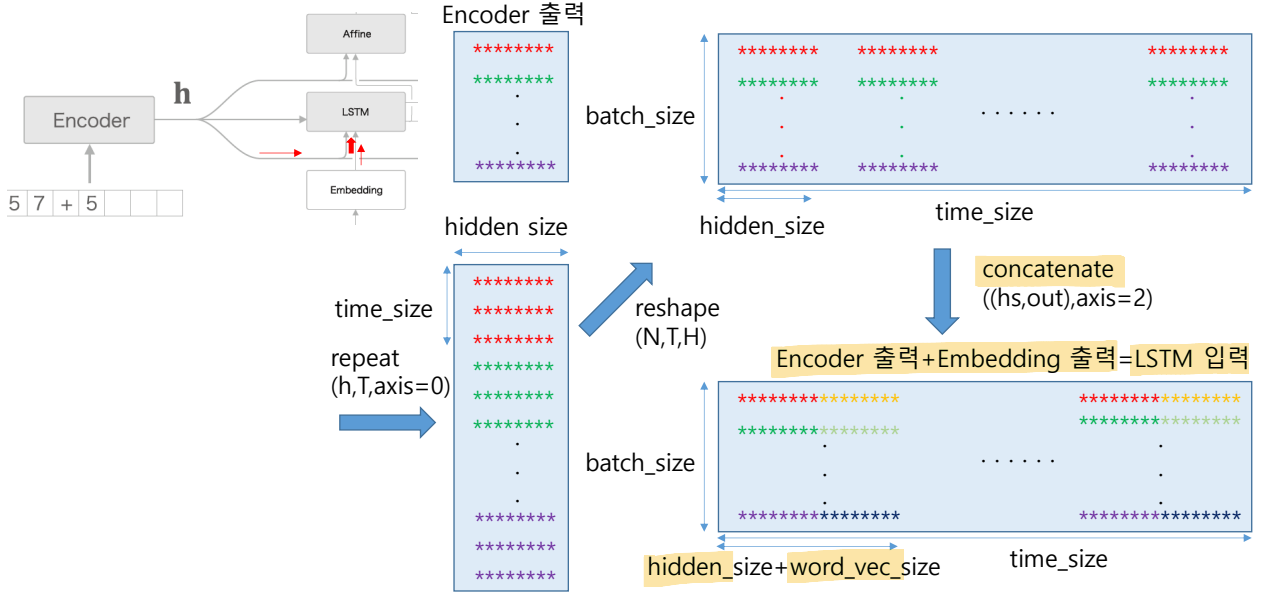 Encoder 출력
Affine
h
LSTM
Encoder
Embedding
5 7 + 5
********
********
.
.
.
********
batch_size
******** ******** ********
******** ******** ********
. . .
. . . . . . . . .
. . .
******** ******** ********
time_size
hidden_size
hidden size
time_size
********
********
********
********
********
********
.
.
.
********
********
********
repeat
(h,T,axis=0)
reshape
(N,T,H)
concatenate
((hs,out),axis=2)
Encoder 출력+Embedding 출력=LSTM 입력
batch_size
**************** ****************
**************** ****************
. .
. . . . . . . .
. .
**************** ****************
hidden_size+word_vec_size
time_size